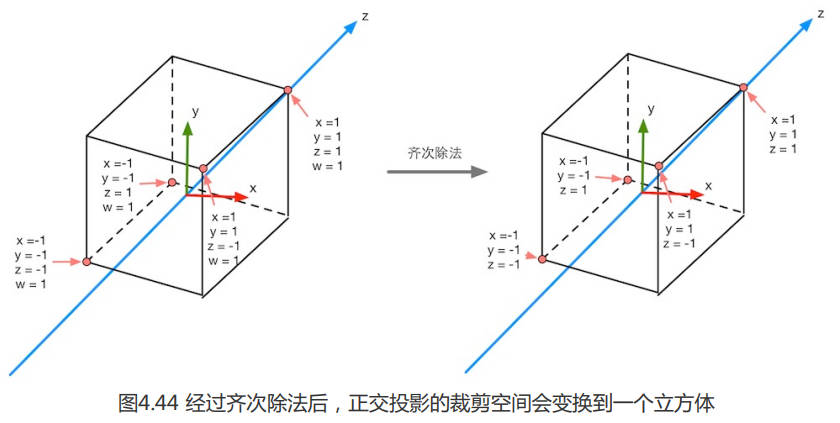 z
y
x
x =1
y = 1
z = 1
w = 1
x =-1
y = -1
z = 1
w = 1
x =1
y = 1
z = -1
w = 1
x =-1
y = -1
z = -1
w = 1
齐次除法
z
y
x
x =1
y = 1
z = 1
x =-1
y = -1
z = 1
x =1
y = 1
z = -1
x =-1
y = -1
z = -1
图4.44 经过齐次除法后，正交投影的裁剪空间会变换到一个立方体